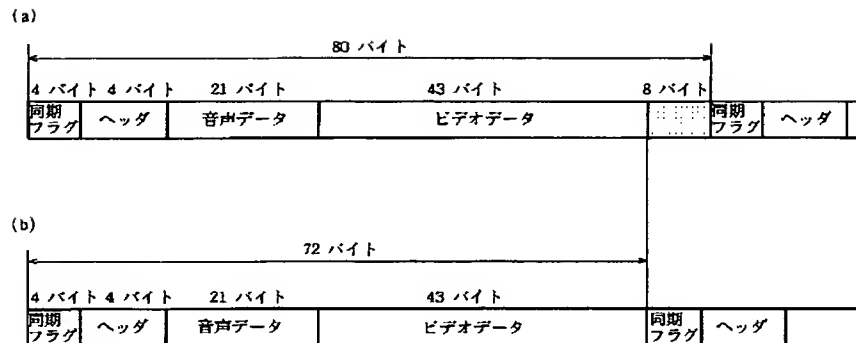 (a)
80 バイト
4 バイト 4 バイト 21 バイト 43 バイト 8 バイト
同期フラグ ヘッダ 音声データ ビデオデータ 同期フラグ ヘッダ
(b)
72 バイト
4 バイト 4 バイト 21 バイト 43 バイト
同期フラグ ヘッダ 音声データ ビデオデータ 同期フラグ ヘッダ